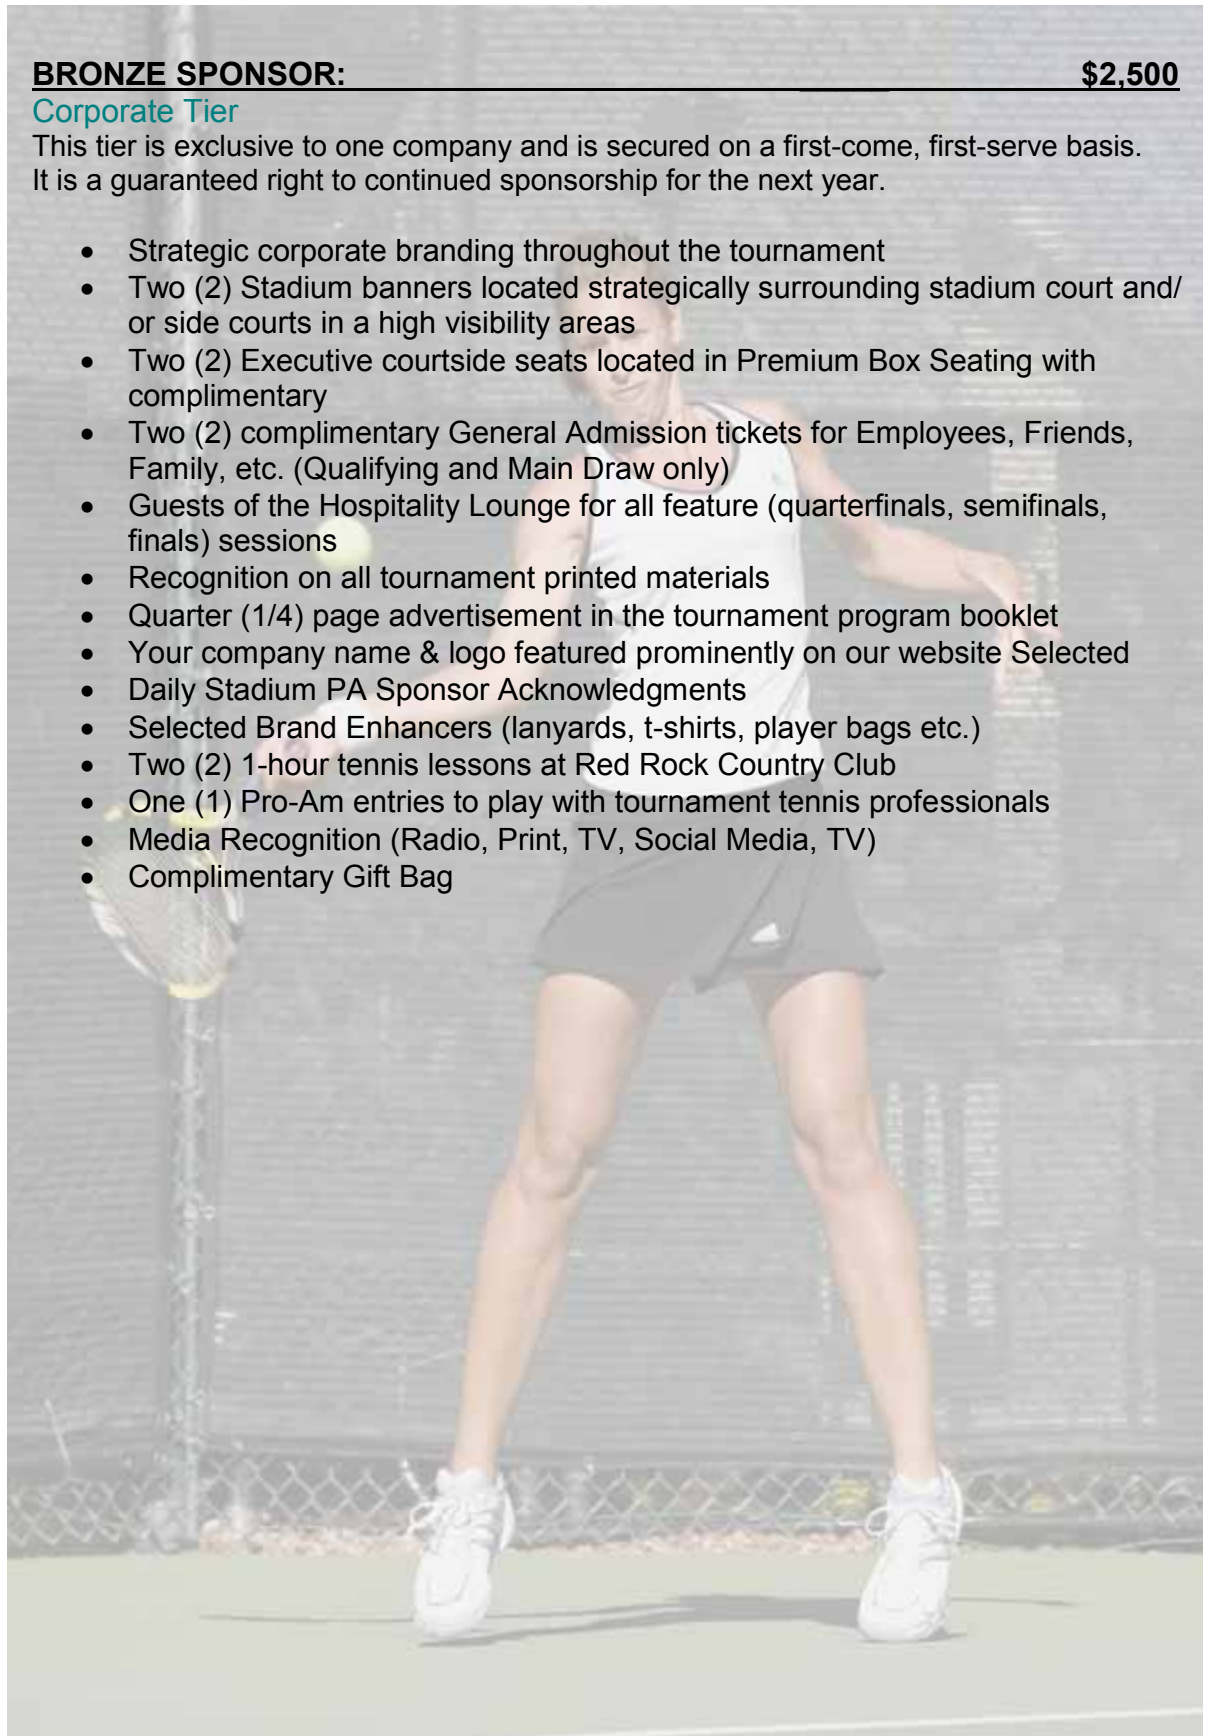 BRONZE SPONSOR: $2,500
Corporate Tier
This tier is exclusive to one company and is secured on a first-come, first-serve basis.
It is a guaranteed right to continued sponsorship for the next year.
• Strategic corporate branding throughout the tournament
• Two (2) Stadium banners located strategically surrounding stadium court and/
or side courts in a high visibility areas
• Two (2) Executive courtside seats located in Premium Box Seating with
complimentary
• Two (2) complimentary General Admission tickets for Employees, Friends,
Family, etc. (Qualifying and Main Draw only)
• Guests of the Hospitality Lounge for all feature (quarterfinals, semifinals,
finals) sessions
• Recognition on all tournament printed materials
• Quarter (1/4) page advertisement in the tournament program booklet
• Your company name & logo featured prominently on our website Selected
• Daily Stadium PA Sponsor Acknowledgments
• Selected Brand Enhancers (lanyards, t-shirts, player bags etc.)
• Two (2) 1-hour tennis lessons at Red Rock Country Club
• One (1) Pro-Am entries to play with tournament tennis professionals
• Media Recognition (Radio, Print, TV, Social Media, TV)
• Complimentary Gift Bag